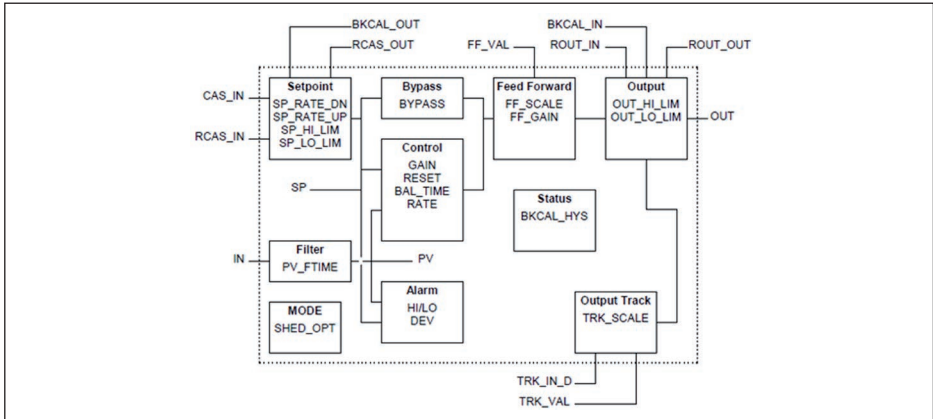 BKCAL_OUT
BKCAL_IN
RCAS_OUT
FF_VAL
ROUT_IN
ROUT_OUT
CAS_IN
RCAS_IN
Setpoint
SP_RATE_DN
SP_RATE_UP
SP_HI_LIM
SP_LO_LIM
Bypass
BYPASS
Feed Forward
FF_SCALE
FF_GAIN
Output
OUT_HI_LIM
OUT_LO_LIM
OUT
Control
GAIN
RESET
BAL_TIME
RATE
SP
Status
BKCAL_HYS
IN
Filter
PV_FTIME
PV
MODE
SHED_OPT
Alarm
HI/LO
DEV
Output Track
TRK_SCALE
TRK_IN_D
TRK_VAL